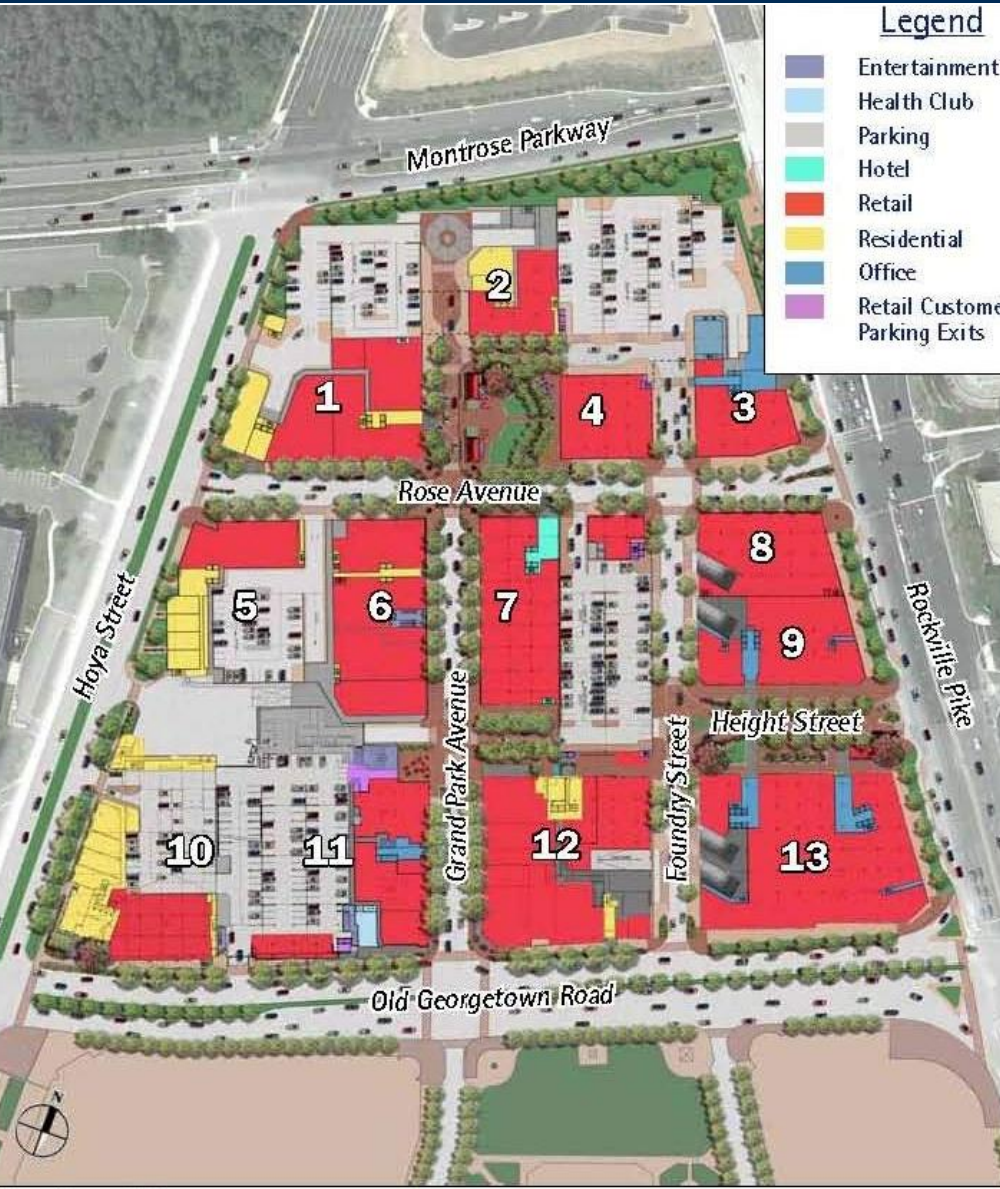 Legend
Entertainment
Health Club
Parking
Hotel
Retail
Residential
Office
Retail Custome
Parking Exits
Montrose Parkway
2
1
4
3
Rose Avenue
8
5
6
7
9
Hoya Street
Rockville Pike
Grand Park Avenue
Foundry Street
Height Street
10
11
12
13
Old Georgetown Road
N